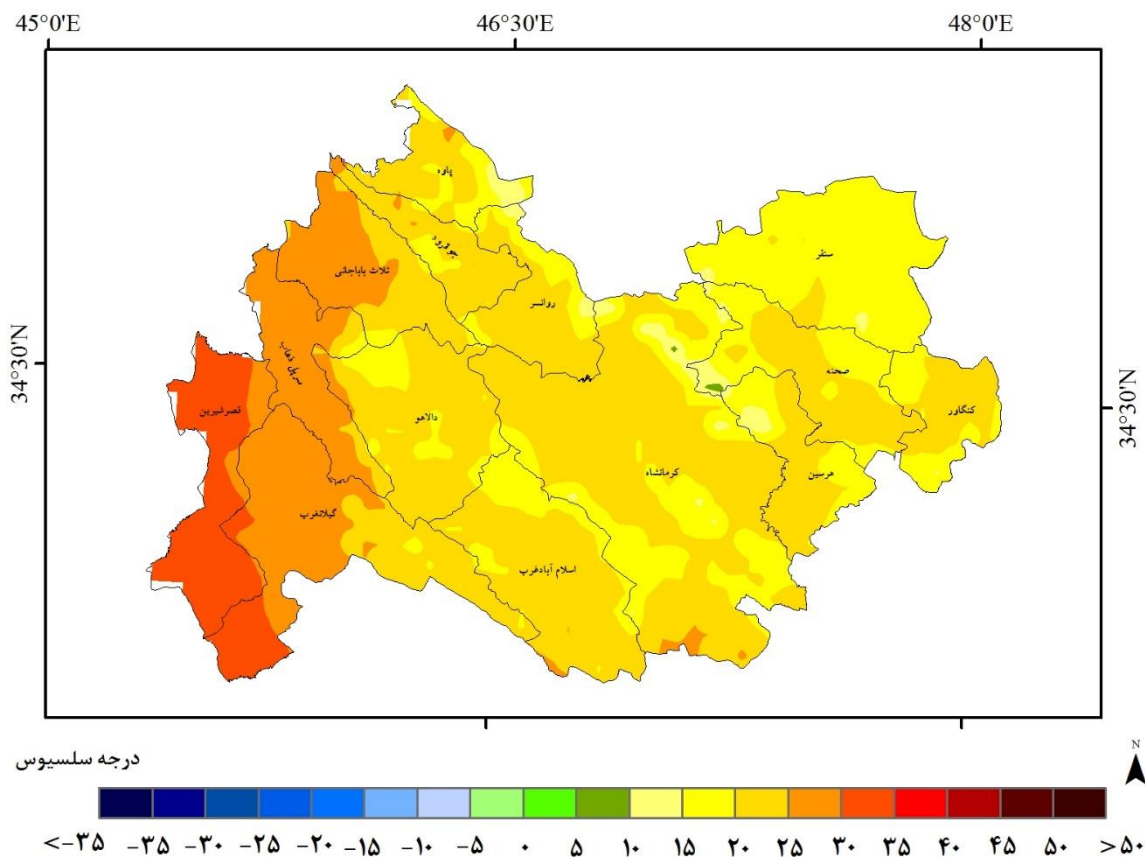 45°0'E 46°30'E 48°0'E
34°30'N
34°30'N
پاوه
جوانرود
سنقر
ثلاث باباجانی
روانسر
سرپل ذهاب
صحنه
قصرشیرین
دالاهو
کنگاور
کرمانشاه
هرسین
گیلانغرب
اسلام آبادغرب
درجه سلسیوس
N
<-۳۵ -۳۵ -۳۰ -۲۵ -۲۰ -۱۵ -۱۰ -۵ ۰ ۵ ۱۰ ۱۵ ۲۰ ۲۵ ۳۰ ۳۵ ۴۰ ۴۵ ۵۰ >۵۰